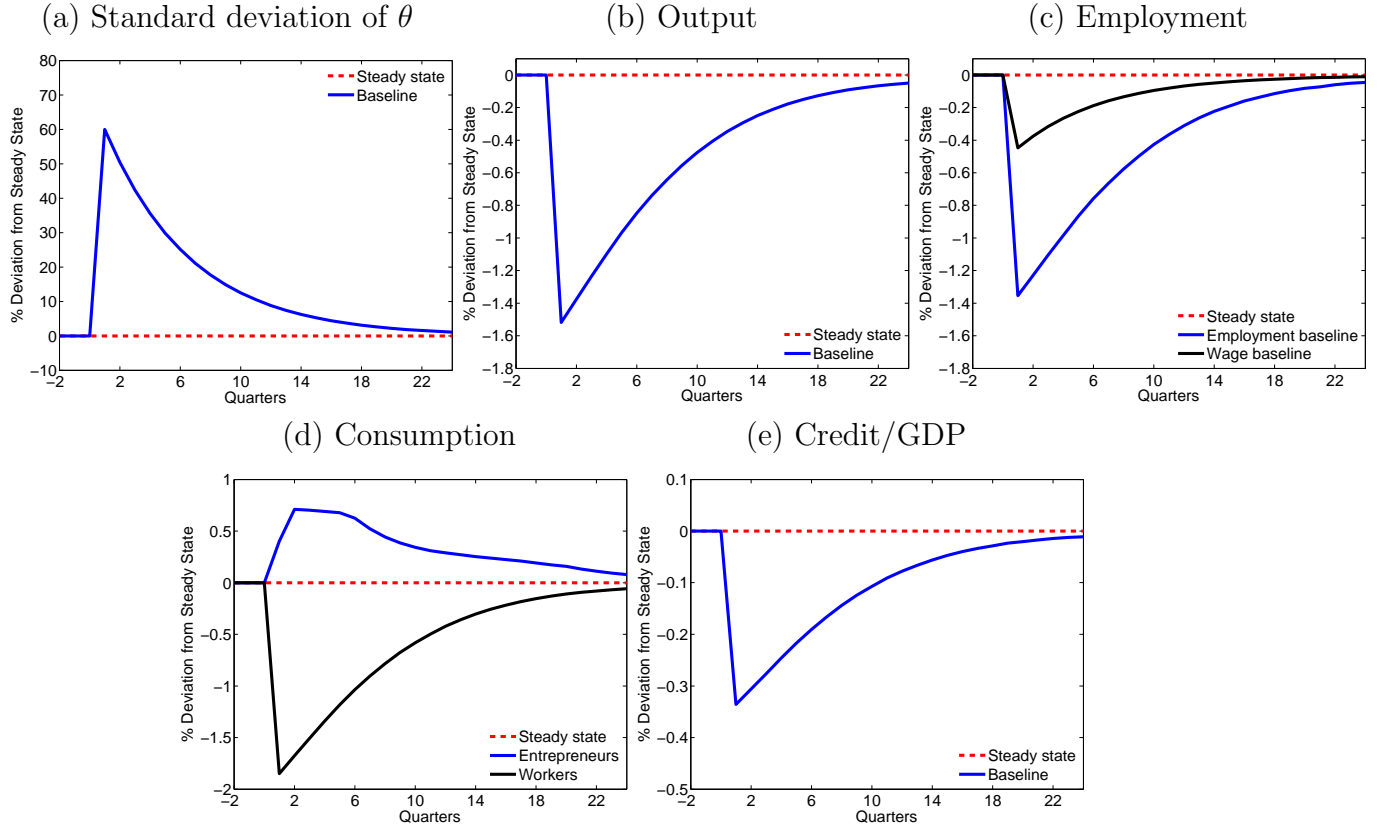 (a) Standard deviation of θ
% Deviation from Steady State
80
70
60
50
40
30
20
10
0
−10
−2 2 6 10 14 18 22
Quarters
Steady state
Baseline
(b) Output
% Deviation from Steady State
0
−0.2
−0.4
−0.6
−0.8
−1
−1.2
−1.4
−1.6
−1.8
−2 2 6 10 14 18 22
Quarters
Steady state
Baseline
(c) Employment
% Deviation from Steady State
0
−0.2
−0.4
−0.6
−0.8
−1
−1.2
−1.4
−1.6
−1.8
−2 2 6 10 14 18 22
Quarters
Steady state
Employment baseline
Wage baseline
(d) Consumption
% Deviation from Steady State
1
0.5
0
−0.5
−1
−1.5
−2
−2 2 6 10 14 18 22
Quarters
Steady state
Entrepreneurs
Workers
(e) Credit/GDP
% Deviation from Steady State
0.1
0
−0.1
−0.2
−0.3
−0.4
−0.5
−2 2 6 10 14 18 22
Quarters
Steady state
Baseline